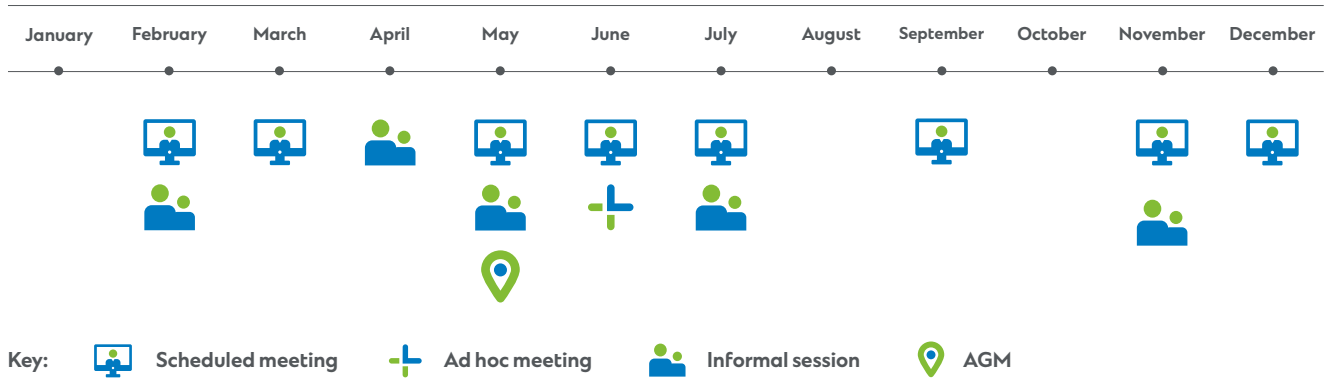 January February March April May June July August September October November December
Key: Scheduled meeting Ad hoc meeting Informal session AGM